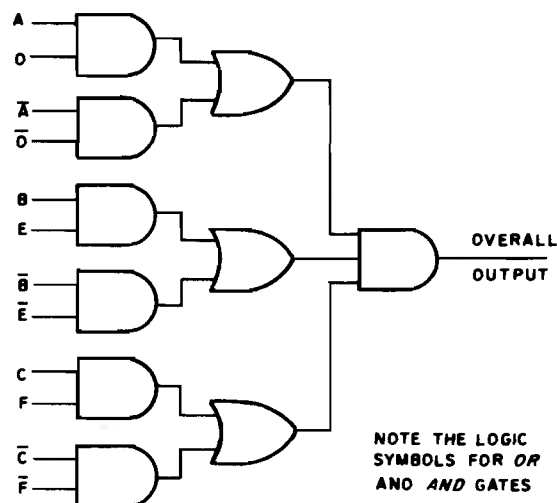 A
D
Ā
D̅
B
E
B̅
E̅
C
F
C̅
F̅
OVERALL
OUTPUT
NOTE THE LOGIC
SYMBOLS FOR OR
AND AND GATES